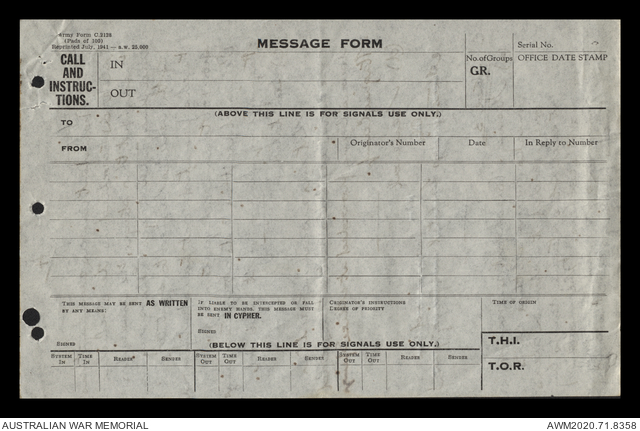 Army Form C.2128
(Pads of 100)
Reprinted July, 1941—s.w. 25,000
MESSAGE FORM
Serial No.
CALL AND INSTRUC-TIONS.
IN
OUT
No. of Groups
GR.
OFFICE DATE STAMP
(ABOVE THIS LINE IS FOR SIGNALS USE ONLY.)
TO
FROM
Originator's Number
Date
In Reply to Number
THIS MESSAGE MAY BE SENT AS WRITTEN
BY ANY MEANS:
SIGNED
IF LIABLE TO BE INTERCEPTED OR FALL
INTO ENEMY HANDS, THIS MESSAGE MUST
BE SENT IN CYPHER.
SIGNED
ORIGINATOR'S INSTRUCTIONS
DEGREE OF PRIORITY
TIME OF ORIGIN
(BELOW THIS LINE IS FOR SIGNALS USE ONLY.)
T.H.I.
T.O.R.
SYSTEM IN
TIME IN
READER
SENDER
SYSTEM OUT
TIME OUT
READER
SENDER
SYSTEM OUT
TIME OUT
READER
SENDER
AUSTRALIAN WAR MEMORIAL
AWM2020.71.8358